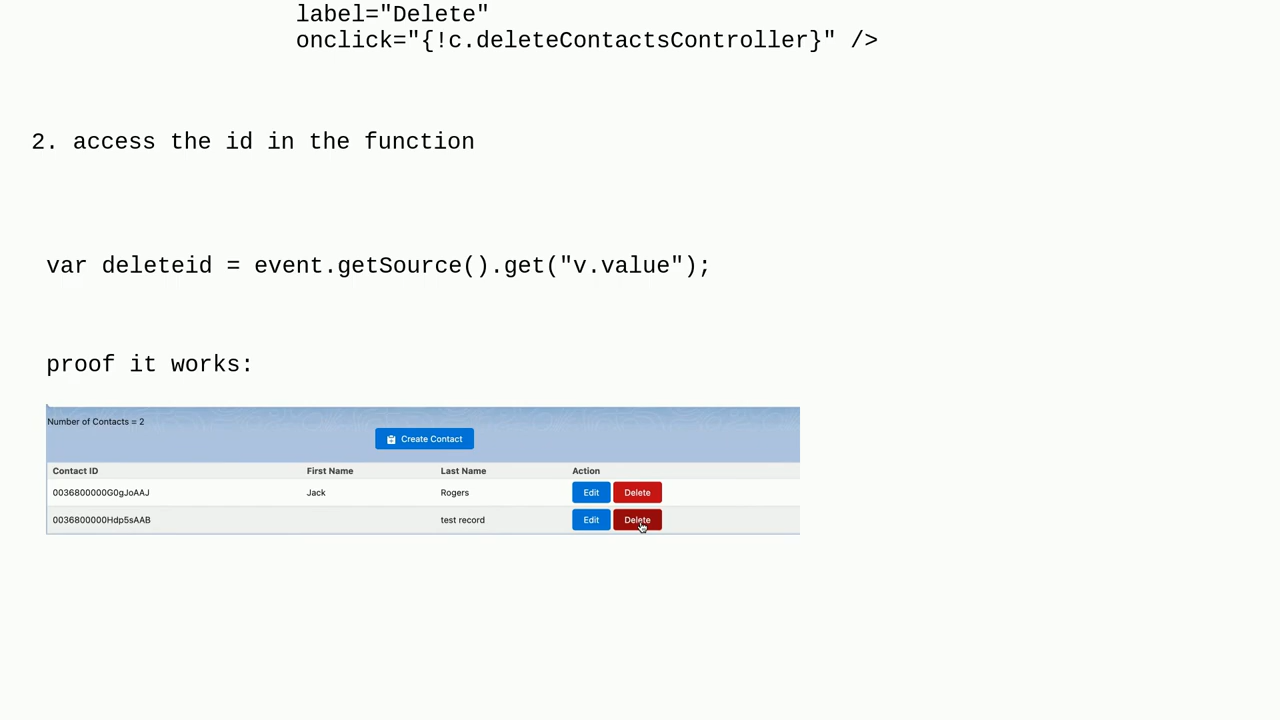 label="Delete"
onclick="{!c.deleteContactsController}" />
2. access the id in the function
var deleteid = event.getSource().get("v.value");
proof it works:
Number of Contacts = 2
Create Contact
Contact ID First Name Last Name Action
0036800000G0gJoAAJ Jack Rogers Edit Delete
0036800000Hdp5sAAB test record Edit Delete